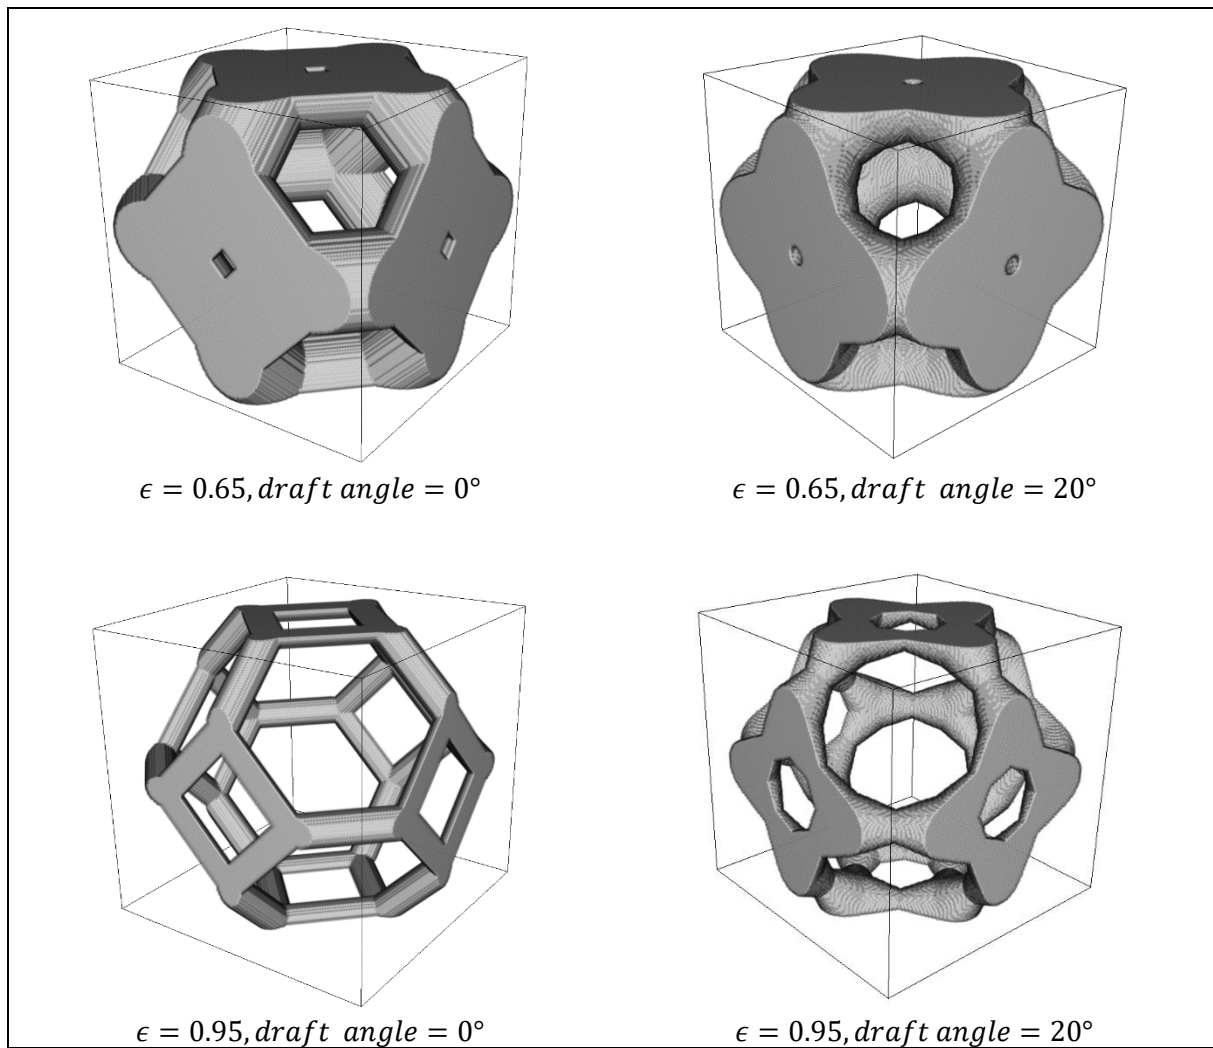 ϵ = 0.65, draft angle = 0°
ϵ = 0.65, draft angle = 20°
ϵ = 0.95, draft angle = 0°
ϵ = 0.95, draft angle = 20°